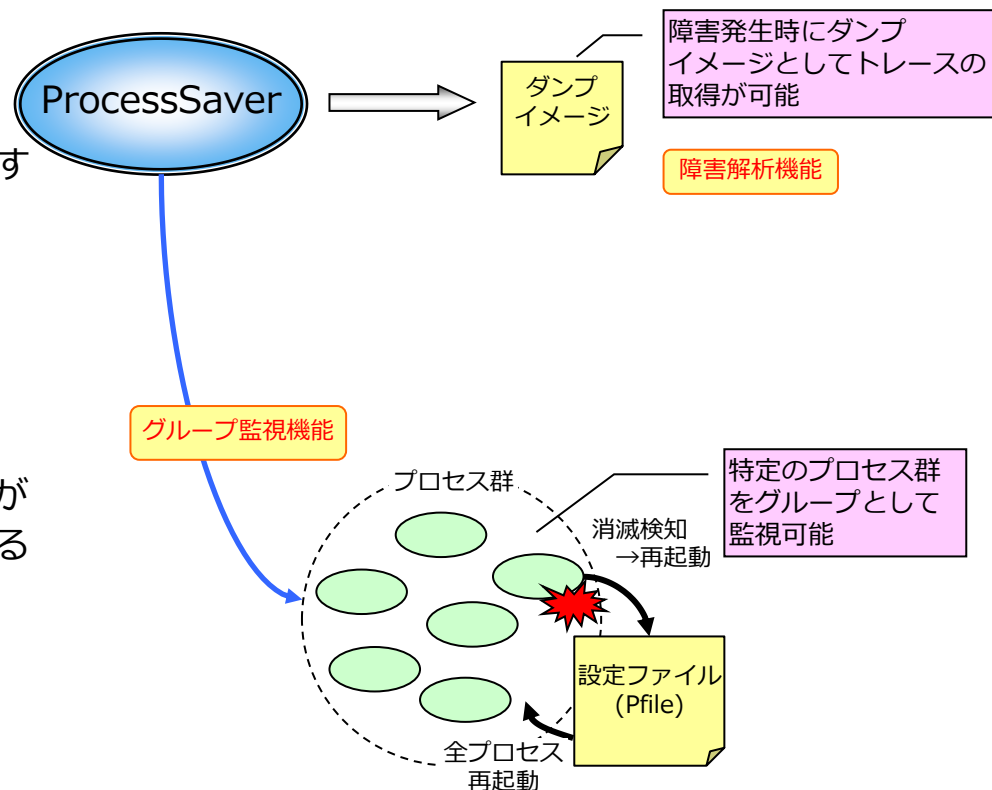 ProcessSaver
ダンプ
イメージ
障害発生時にダンプ
イメージとしてトレースの
取得が可能
す
障害解析機能
グループ監視機能
が
る
プロセス群
特定のプロセス群
をグループとして
監視可能
消滅検知
→再起動
設定ファイル
(Pfile)
全プロセス
再起動